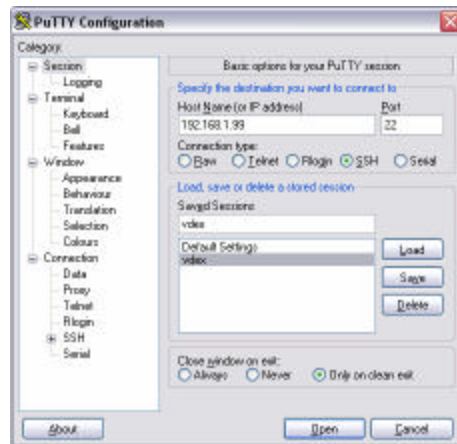 PuTTY Configuration
Category:
Session
Logging
Terminal
Keyboard
Bell
Features
Window
Appearance
Behaviour
Translation
Selection
Colours
Connection
Data
Proxy
Telnet
Rlogin
SSH
Serial
Basic options for your PuTTY session
Specify the destination you want to connect to
Host Name (or IP address) Port
192.168.1.99 22
Connection type:
Raw Telnet Rlogin SSH Serial
Load, save or delete a stored session
Saved Sessions
vdex
Default Settings
vdex
Load
Save
Delete
Close window on exit:
Always Never Only on clean exit
About Open Cancel